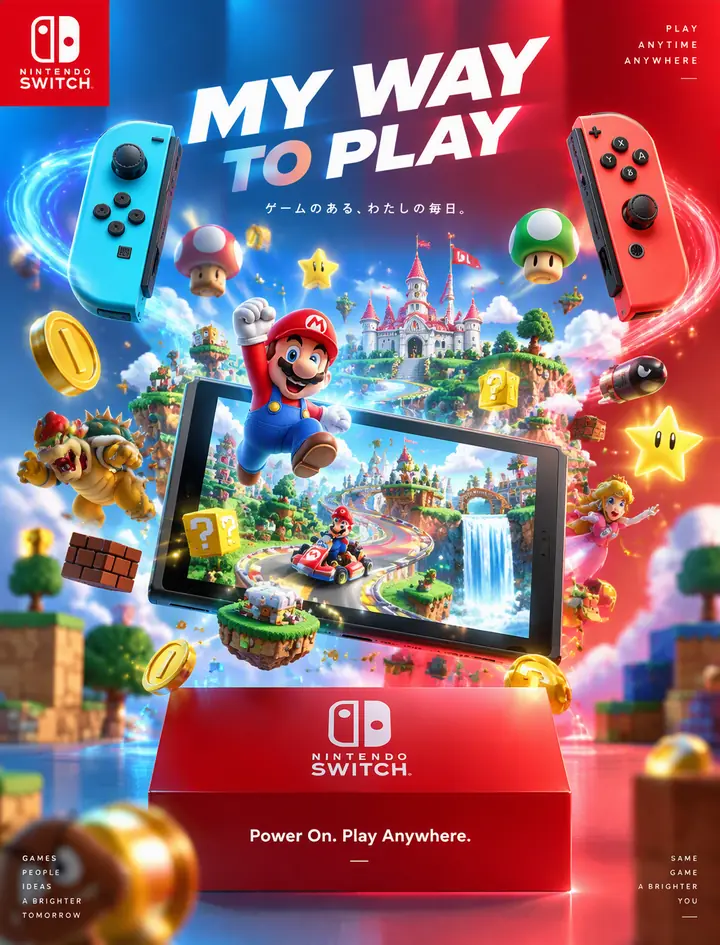 NINTENDO
SWITCH
PLAY
ANYTIME
ANYWHERE
MY WAY
TO PLAY
ゲームのある、わたしの毎日。
X
Y
A
B
M
?
?
?
M
M
NINTENDO
SWITCH
Power On. Play Anywhere.
GAMES
PEOPLE
IDEAS
A BRIGHTER
TOMORROW
SAME
GAME
A BRIGHTER
YOU